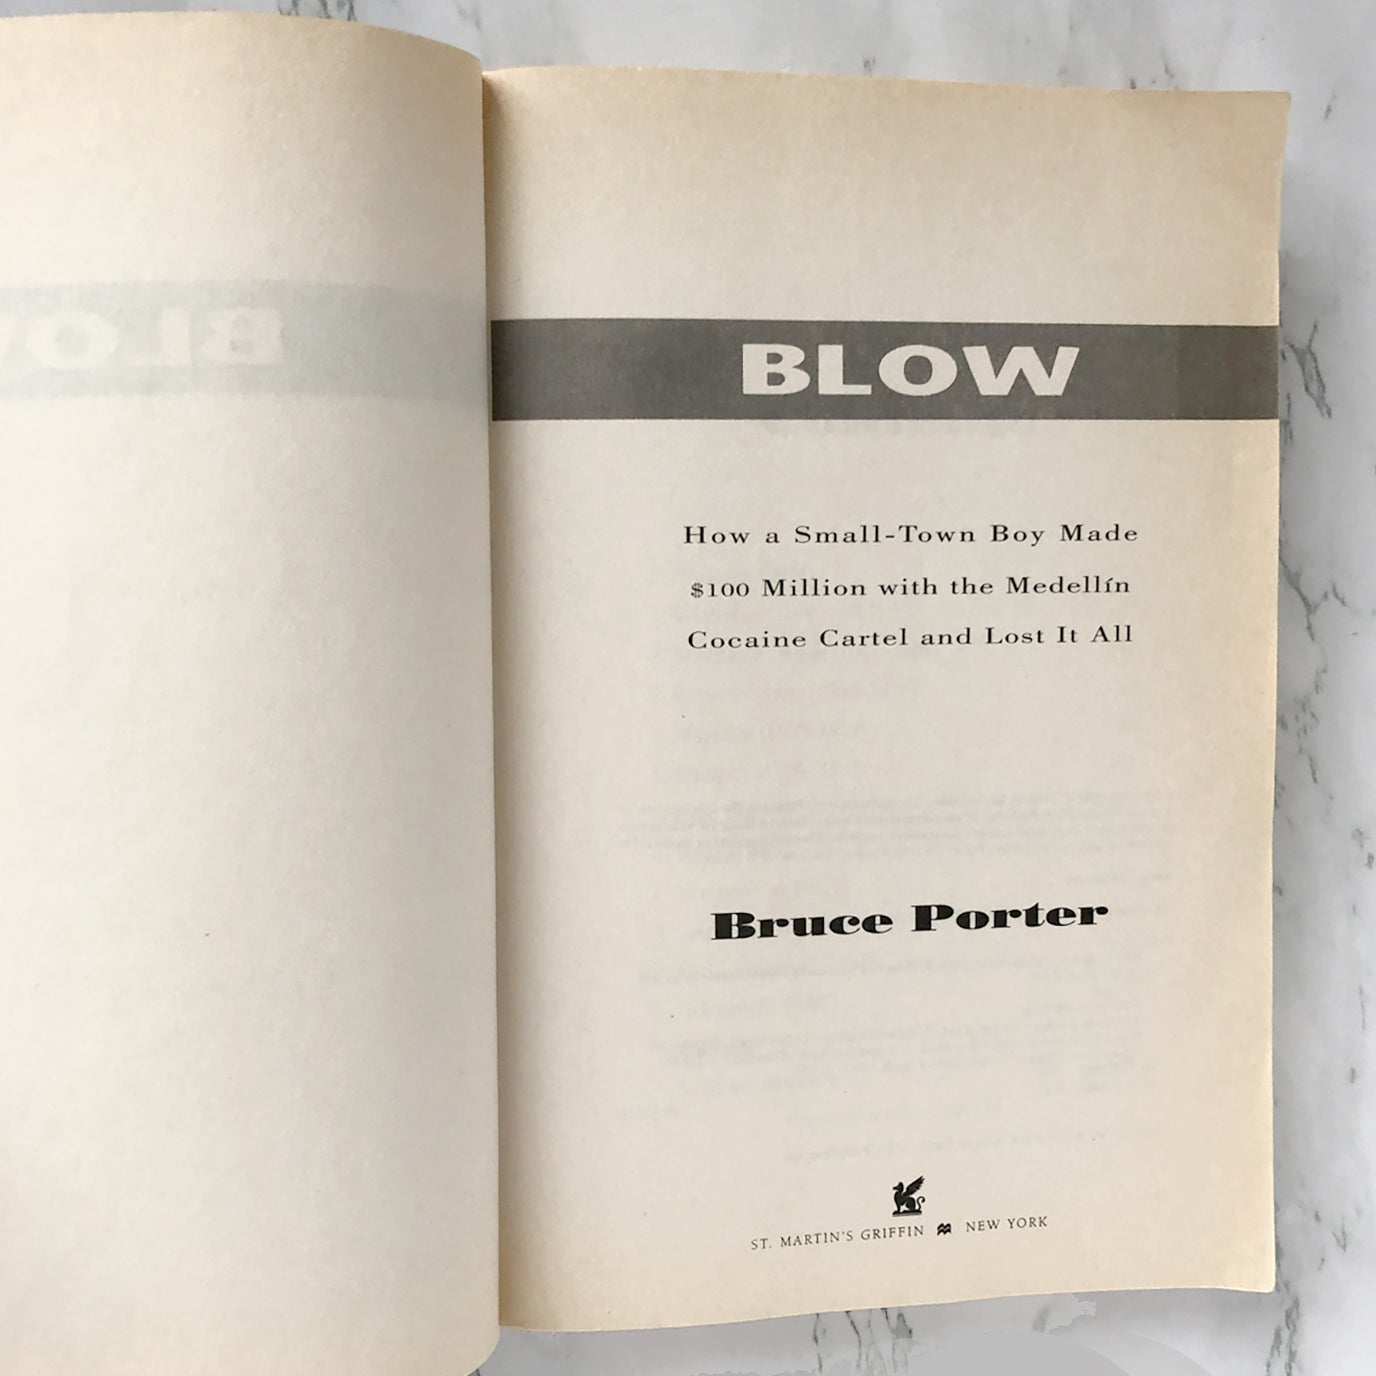 BLOW
How a Small-Town Boy Made
$100 Million with the Medellín
Cocaine Cartel and Lost It All
Bruce Porter
ST. MARTIN'S GRIFFIN NEW YORK